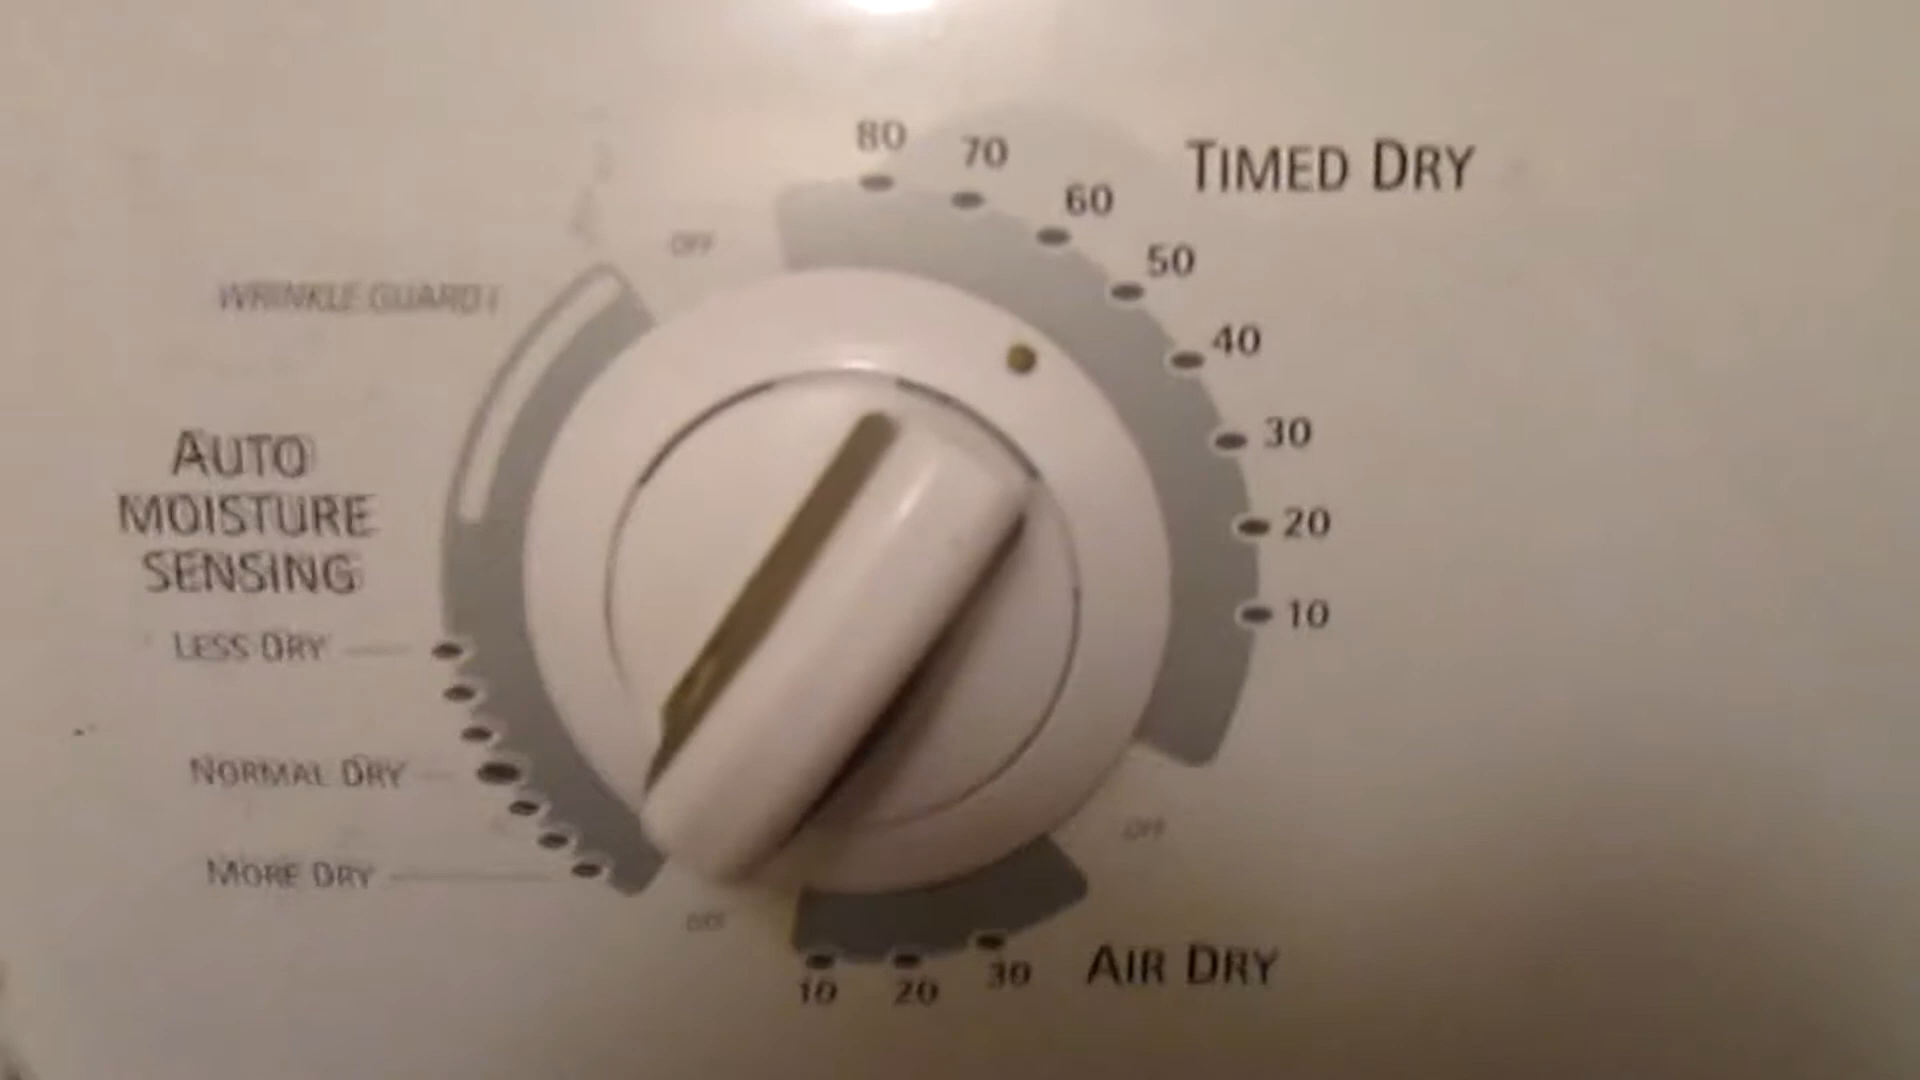 80
70
TIMED DRY
60
OFF
50
WRINKLE GUARD I
40
30
AUTO
MOISTURE
SENSING
20
10
LESS DRY
NORMAL DRY
OFF
MORE DRY
OFF
AIR DRY
10
20
30